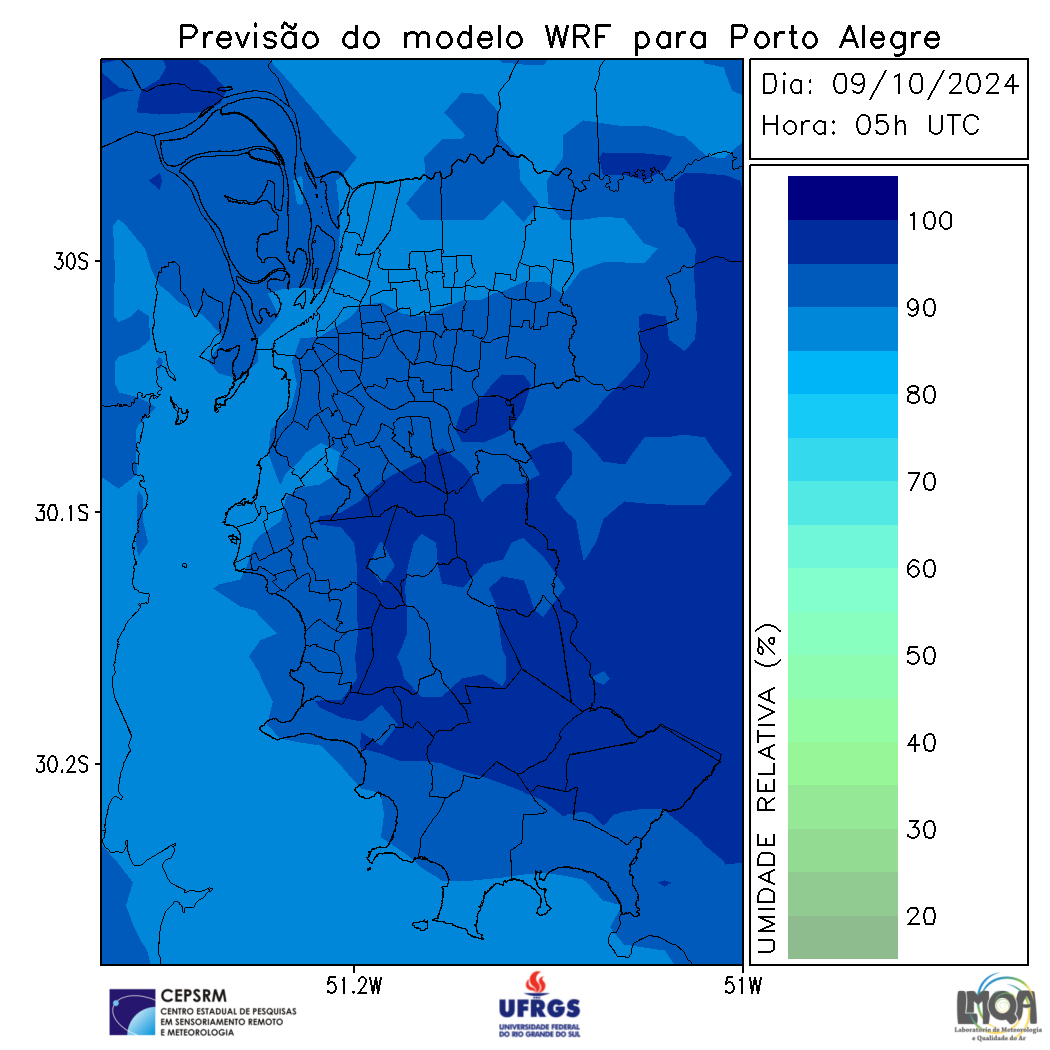 Previsão do modelo WRF para Porto Alegre
Dia: 09/10/2024
Hora: 05h UTC
30S
30.1S
30.2S
51.2W
51W
100
90
80
70
60
50
40
30
20
UMIDADE RELATIVA (%)
CEPSRM
CENTRO ESTADUAL DE PESQUISAS
EM SENSORIAMENTO REMOTO
E METEOROLOGIA
UFRGS
UNIVERSIDADE FEDERAL
DO RIO GRANDE DO SUL
LMQA
Laboratório de Meteorologia
e Qualidade do Ar